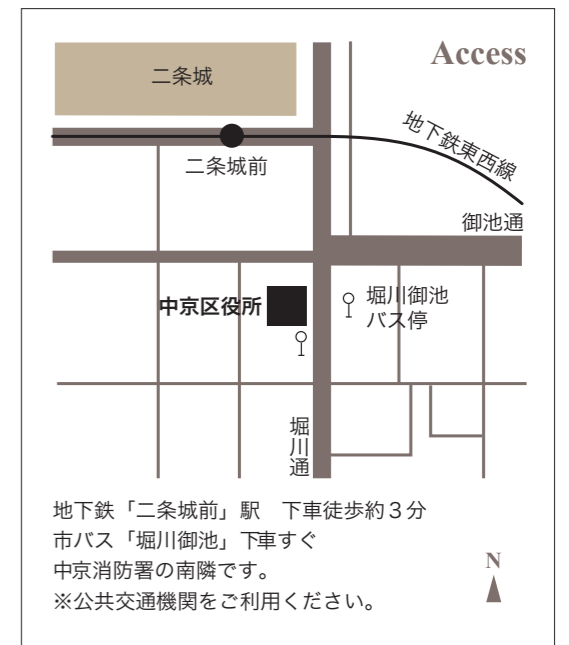 Access
二条城
地下鉄東西線
二条城前
御池通
堀川御池
バス停
中京区役所
堀川通
地下鉄「二条城前」駅　下車徒歩約３分
市バス「堀川御池」下車すぐ
中京消防署の南隣です。
※公共交通機関をご利用ください。
N